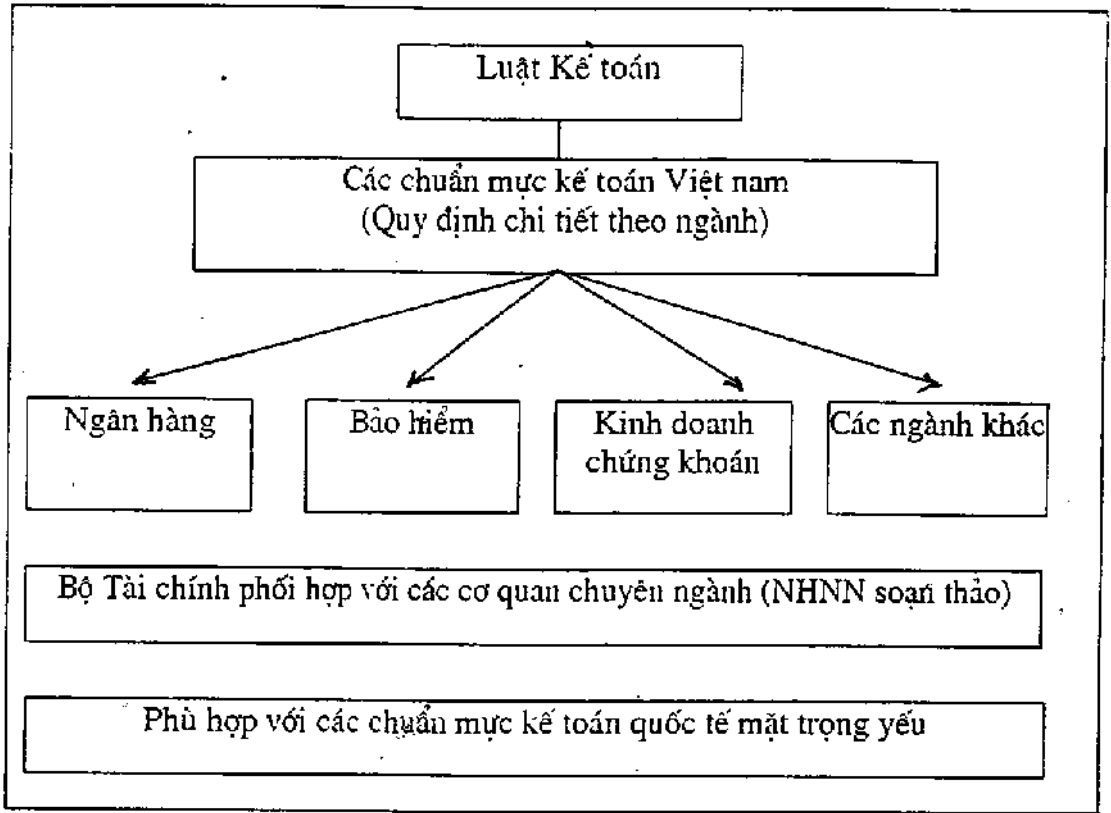 Luật Kế toán
Các chuẩn mực kế toán Việt nam
(Quy định chi tiết theo ngành)
Ngân hàng
Bảo hiểm
Kinh doanh
chứng khoán
Các ngành khác
Bộ Tài chính phối hợp với các cơ quan chuyên ngành (NHNN soạn thảo)
Phù hợp với các chuẩn mực kế toán quốc tế mặt trọng yếu